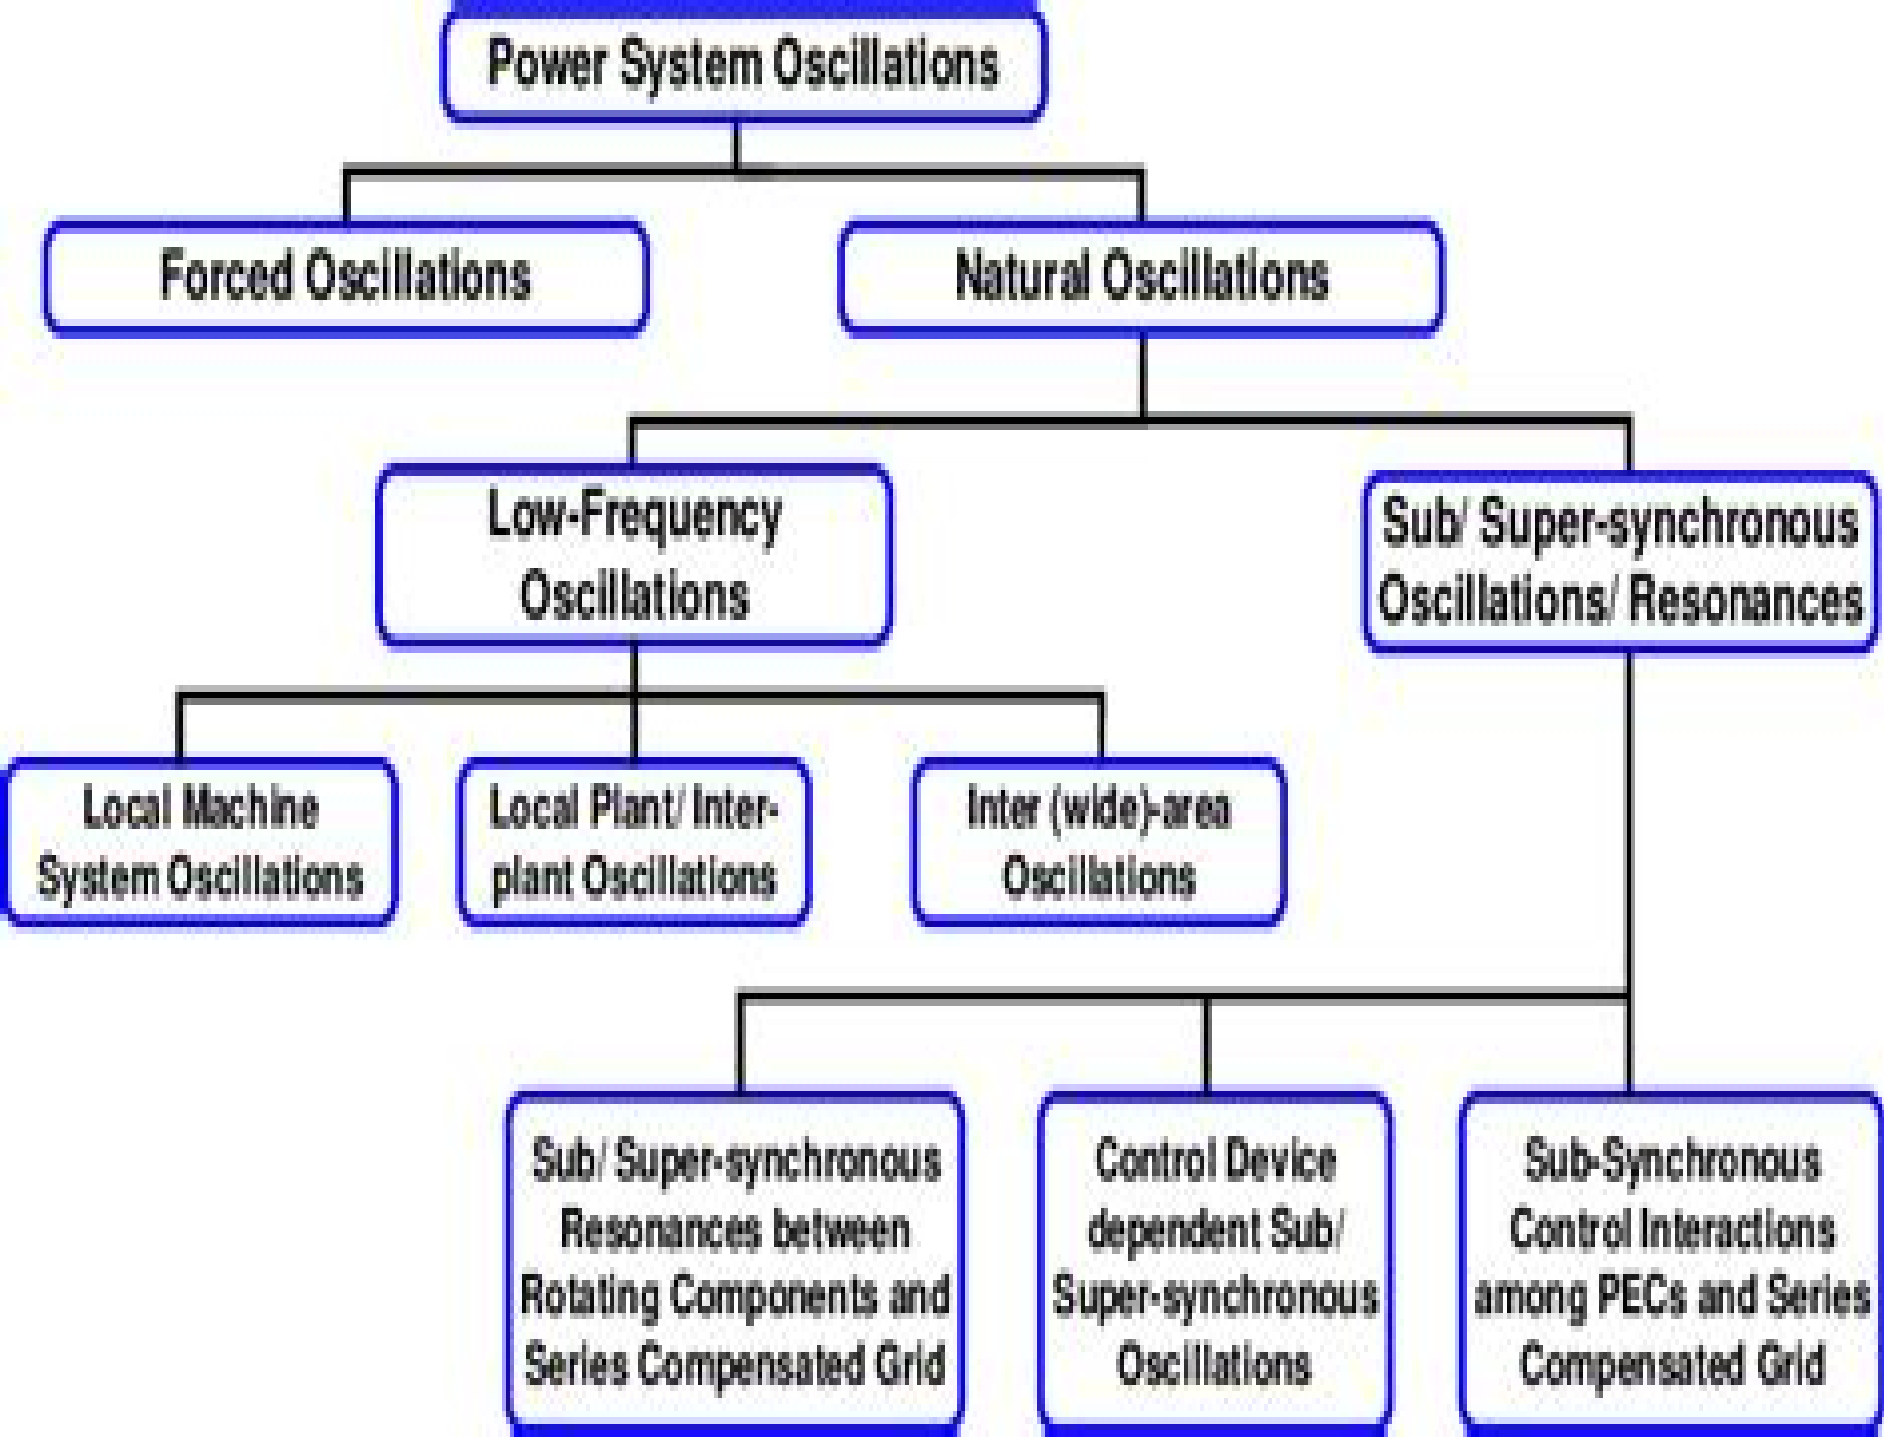 Power System Oscillations
Forced Oscillations
Natural Oscillations
Low-Frequency
Oscillations
Sub/ Super-synchronous
Oscillations/ Resonances
Local Machine
System Oscillations
Local Plant/ Inter-
plant Oscillations
Inter (wide)-area
Oscillations
Sub/ Super-synchronous
Resonances between
Rotating Components and
Series Compensated Grid
Control Device
dependent Sub/
Super-synchronous
Oscillations
Sub-Synchronous
Control Interactions
among PECs and Series
Compensated Grid